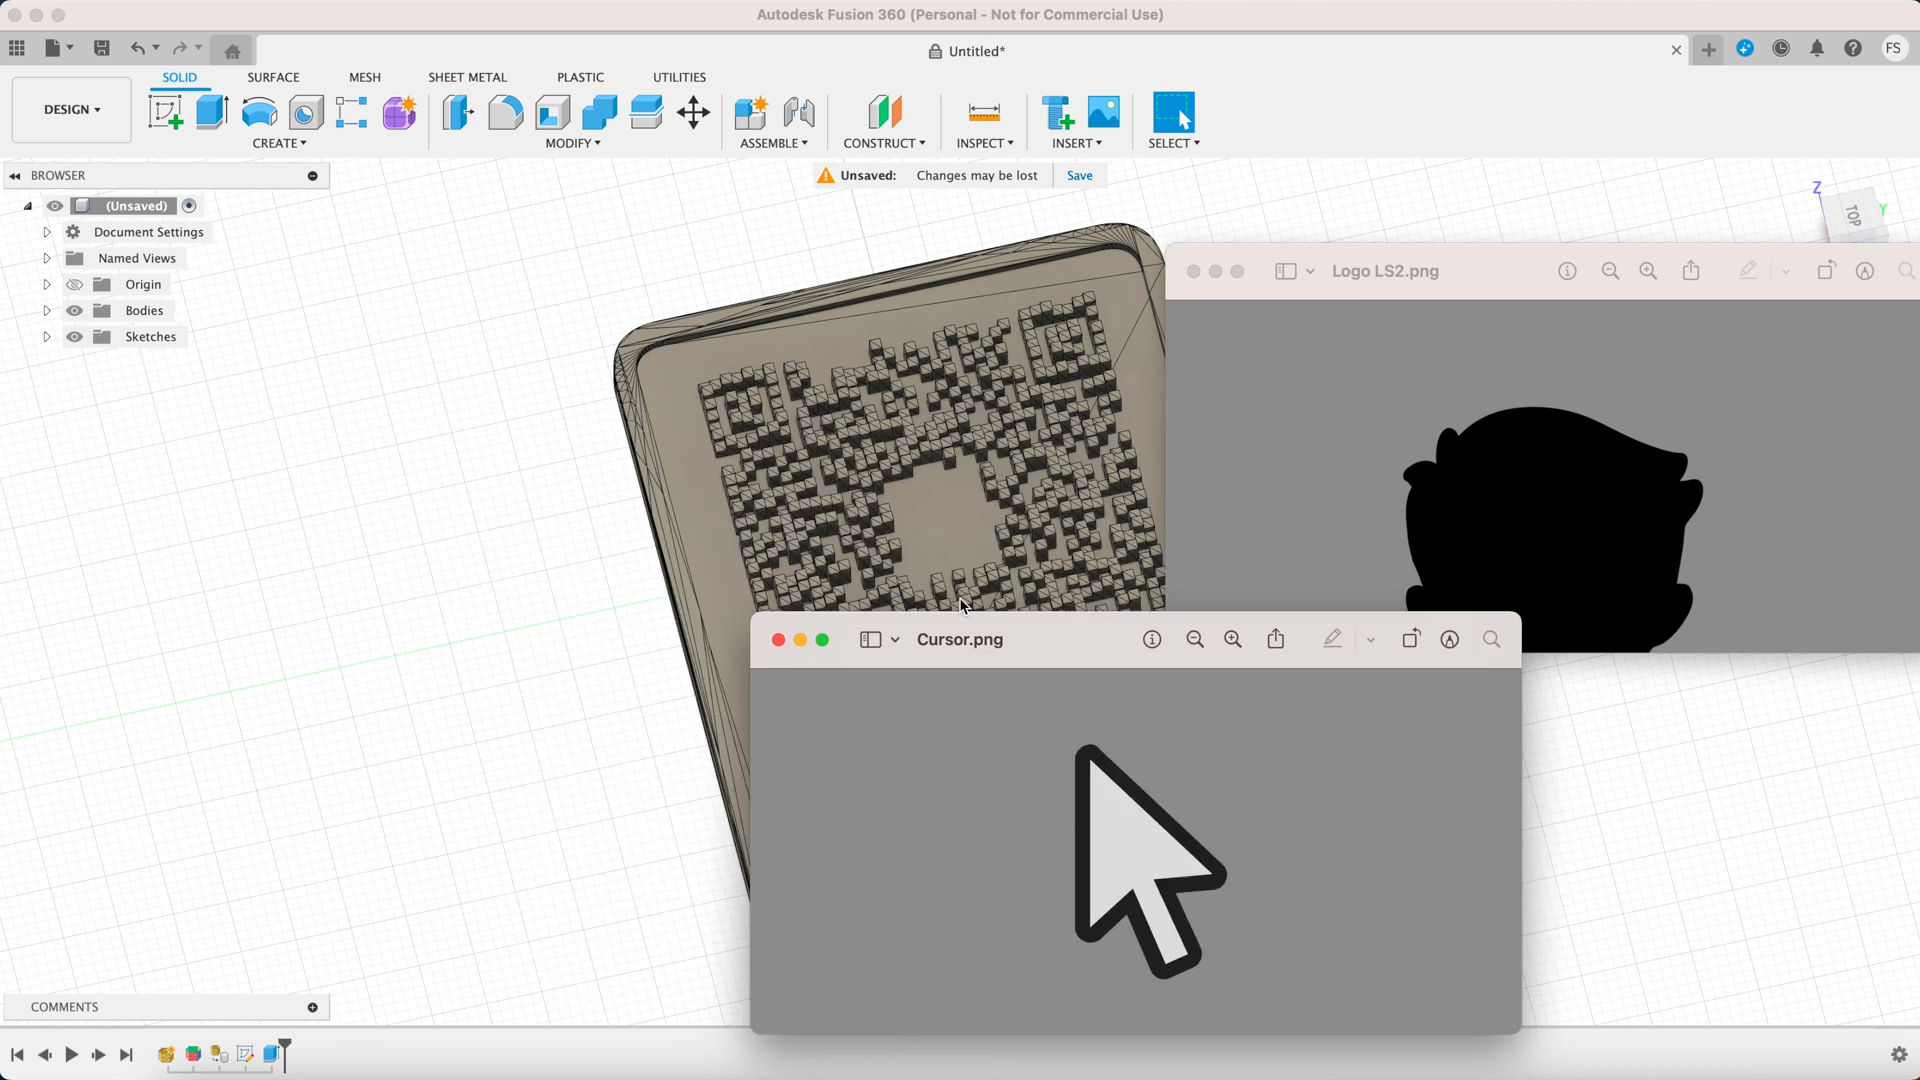 Autodesk Fusion 360 (Personal - Not for Commercial Use)
Untitled*
FS
DESIGN
SOLID
SURFACE
MESH
SHEET METAL
PLASTIC
UTILITIES
CREATE
MODIFY
ASSEMBLE
CONSTRUCT
INSPECT
INSERT
SELECT
BROWSER
Unsaved: Changes may be lost
Save
(Unsaved)
Document Settings
Named Views
Origin
Bodies
Sketches
Z
Y
TOP
Logo LS2.png
Cursor.png
COMMENTS